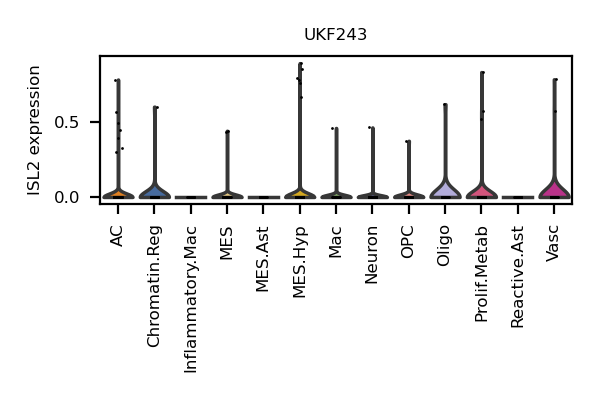 UKF243
ISL2 expression
0.5
0.0
AC
Chromatin.Reg
Inflammatory.Mac
MES
MES.Ast
MES.Hyp
Mac
Neuron
OPC
Oligo
Prolif.Metab
Reactive.Ast
Vasc